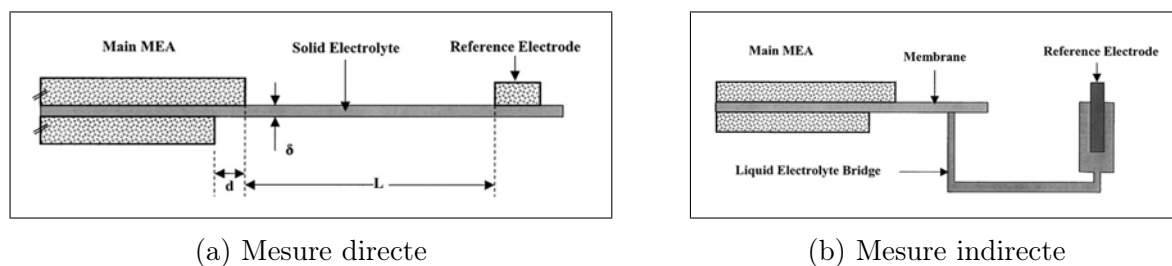 Main MEA
Solid Electrolyte
Reference Electrode
δ
d
L
(a) Mesure directe
Main MEA
Membrane
Reference Electrode
Liquid Electrolyte Bridge
(b) Mesure indirecte